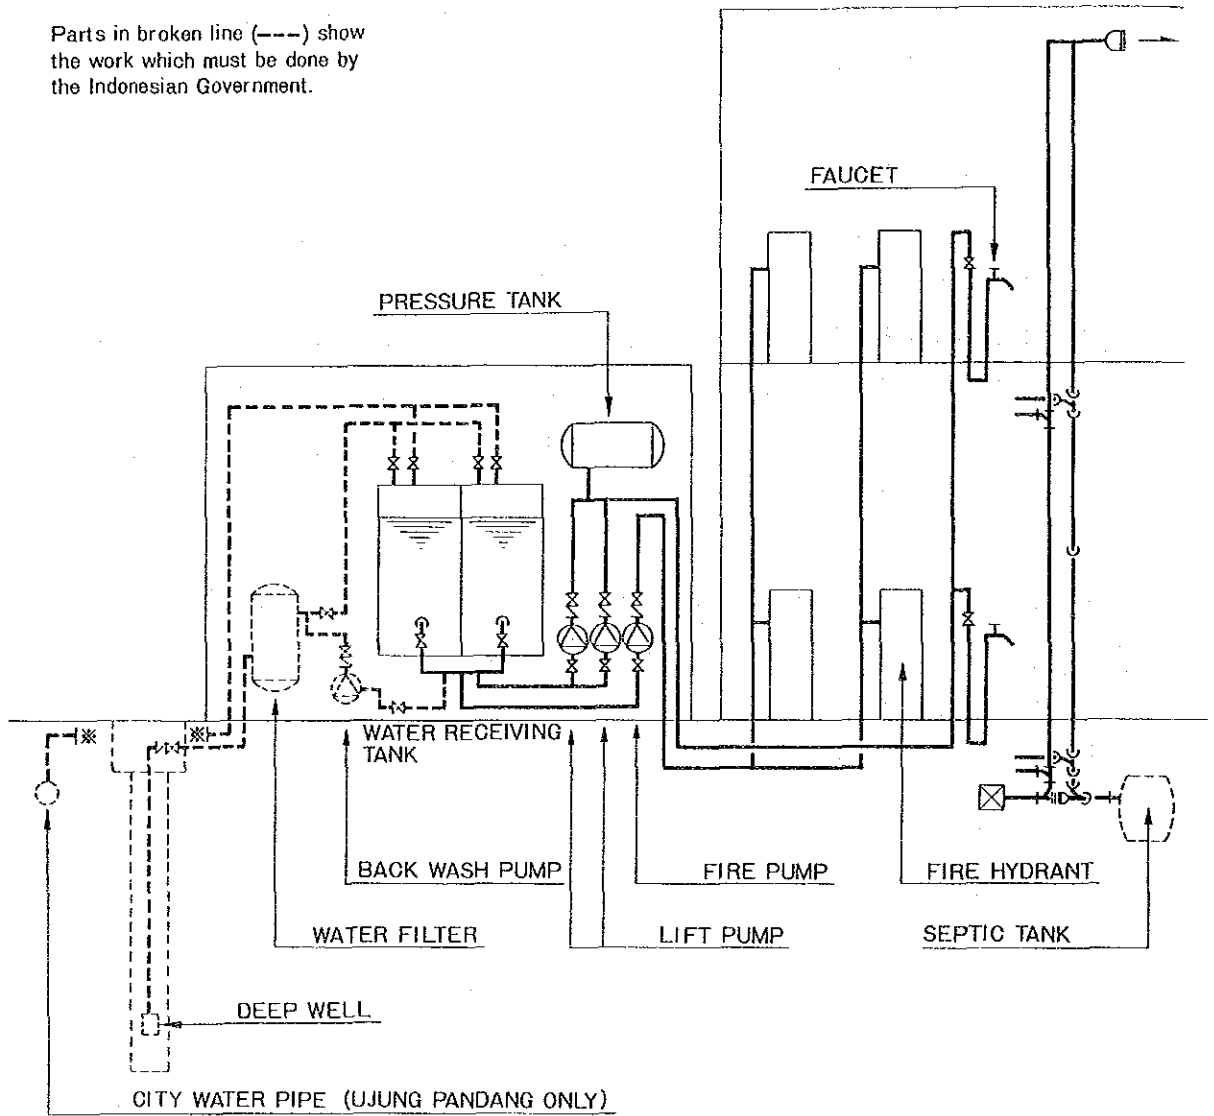 Parts in broken line (---) show
the work which must be done by
the Indonesian Government.
FAUCET
PRESSURE TANK
※
※
WATER RECEIVING
TANK
BACK WASH PUMP
FIRE PUMP
FIRE HYDRANT
WATER FILTER
LIFT PUMP
SEPTIC TANK
DEEP WELL
CITY WATER PIPE (UJUNG PANDANG ONLY)